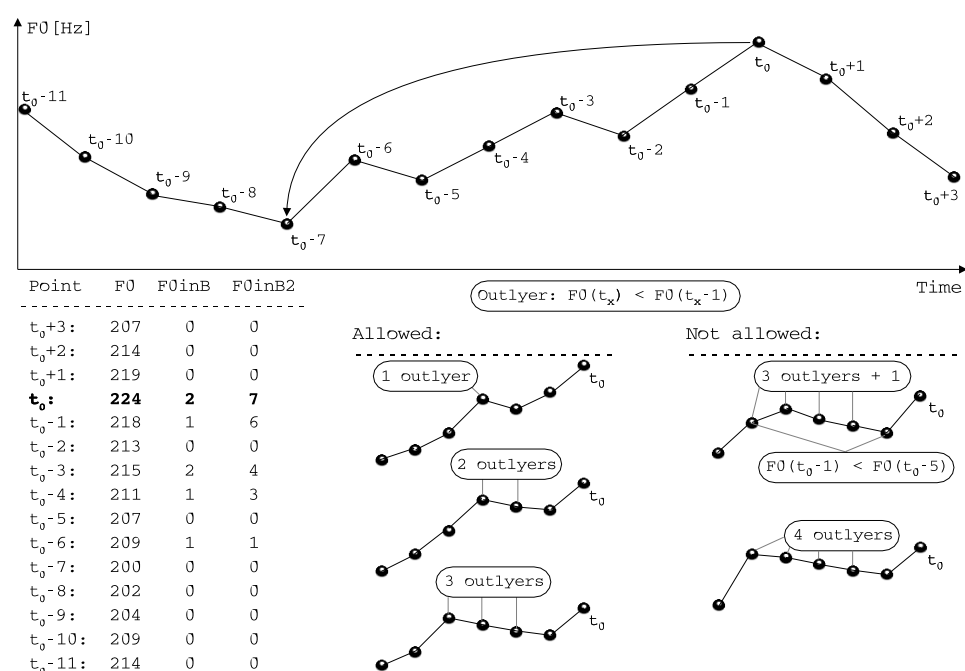 F0[Hz]
t0
t0+1
t0-11
t0-3
t0-1
t0+2
t0-10
t0-6
t0-4
t0-2
t0-9
t0-8
t0-5
t0+3
t0-7
Time
Point F0 F0inB F0inB2
t0+3: 207 0 0
t0+2: 214 0 0
t0+1: 219 0 0
t0: 224 2 7
t0-1: 218 1 6
t0-2: 213 0 0
t0-3: 215 2 4
t0-4: 211 1 3
t0-5: 207 0 0
t0-6: 209 1 1
t0-7: 200 0 0
t0-8: 202 0 0
t0-9: 204 0 0
t0-10: 209 0 0
t0-11: 214 0 0
Outlyer: F0(tx) < F0(tx-1)
Allowed:
1 outlyer
t0
2 outlyers
t0
3 outlyers
t0
Not allowed:
3 outlyers + 1
t0
F0(t0-1) < F0(t0-5)
4 outlyers
t0